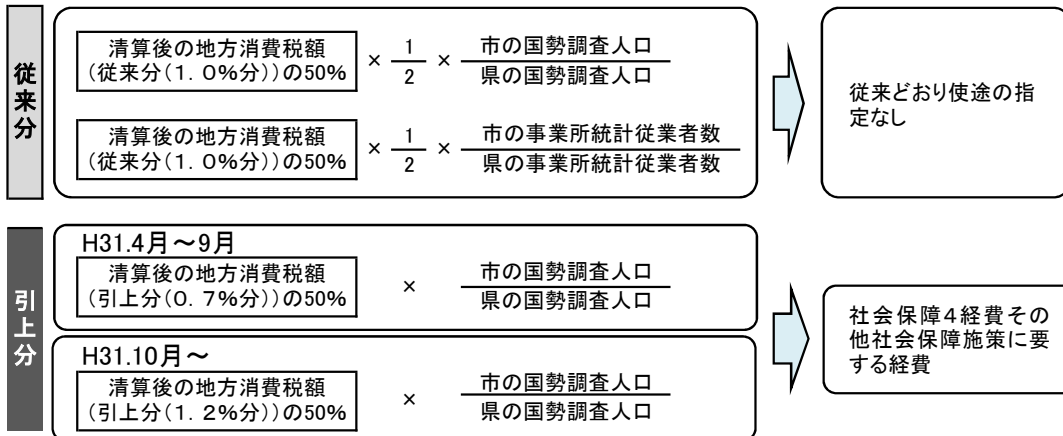 従来分
清算後の地方消費税額
(従来分(1.0%分))の50%
× 1/2 × 市の国勢調査人口/県の国勢調査人口
清算後の地方消費税額
(従来分(1.0%分))の50%
× 1/2 × 市の事業所統計従業者数/県の事業所統計従業者数
従来どおり使途の指
定なし
引上分
H31.4月～9月
清算後の地方消費税額
(引上分(0.7%分))の50%
× 市の国勢調査人口/県の国勢調査人口
H31.10月～
清算後の地方消費税額
(引上分(1.2%分))の50%
× 市の国勢調査人口/県の国勢調査人口
社会保障4経費その
他社会保障施策に要
する経費